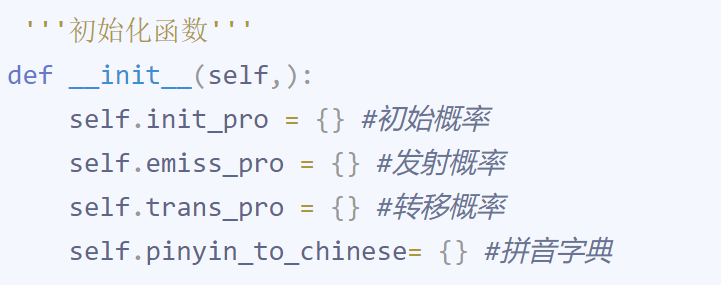 '''初始化函数'''
def __init__(self,):
    self.init_pro = {} #初始概率
    self.emiss_pro = {} #发射概率
    self.trans_pro = {} #转移概率
    self.pinyin_to_chinese= {} #拼音字典